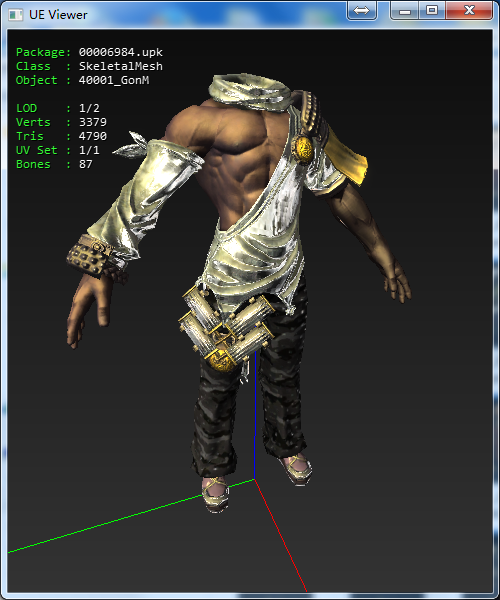 UE Viewer
Package: 00006984.upk
Class : SkeletalMesh
Object : 40001_GonM
LOD : 1/2
Verts : 3379
Tris : 4790
UV Set : 1/1
Bones : 87